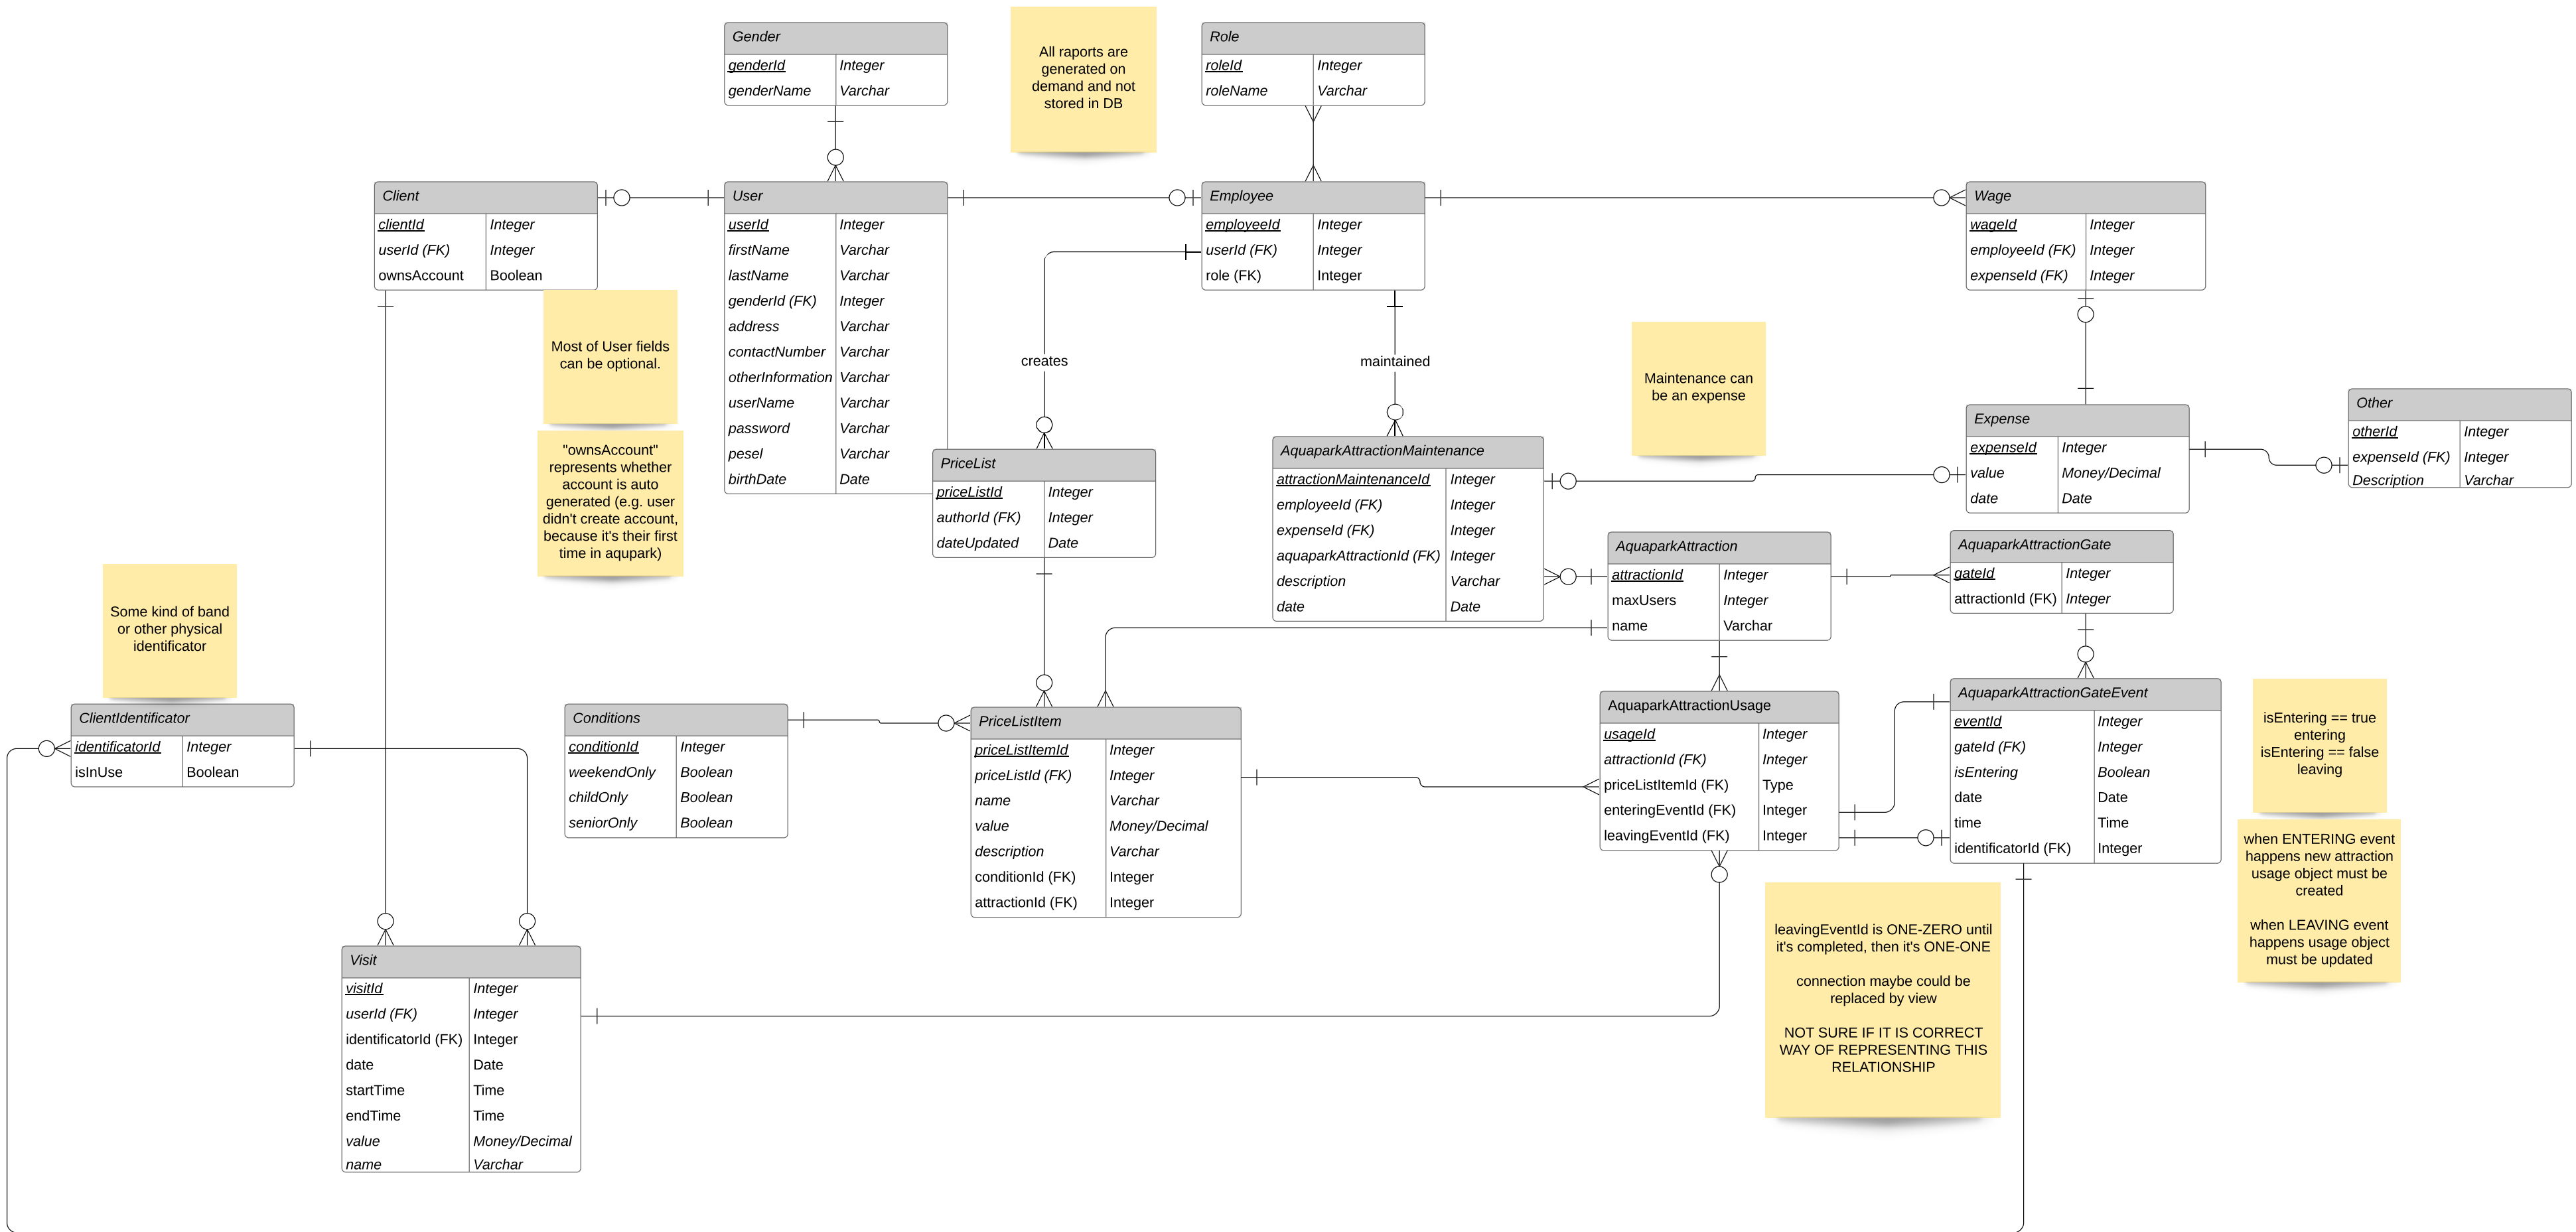 Gender
genderId Integer
genderName Varchar
All raports are
generated on
demand and not
stored in DB
Role
roleId Integer
roleName Varchar
Client
clientId Integer
userId (FK) Integer
ownsAccount Boolean
User
userId Integer
firstName Varchar
lastName Varchar
genderId (FK) Integer
address Varchar
contactNumber Varchar
otherInformation Varchar
userName Varchar
password Varchar
pesel Varchar
birthDate Date
Employee
employeeId Integer
userId (FK) Integer
role (FK) Integer
Wage
wageId Integer
employeeId (FK) Integer
expenseId (FK) Integer
Most of User fields
can be optional.
creates
maintained
Maintenance can
be an expense
"ownsAccount"
represents whether
account is auto
generated (e.g. user
didn't create account,
because it's their first
time in aqupark)
PriceList
priceListId Integer
authorId (FK) Integer
dateUpdated Date
AquaparkAttractionMaintenance
attractionMaintenanceId Integer
employeeId (FK) Integer
expenseId (FK) Integer
aquaparkAttractionId (FK) Integer
description Varchar
date Date
Expense
expenseId Integer
value Money/Decimal
date Date
Other
otherId Integer
expenseId (FK) Integer
Description Varchar
AquaparkAttraction
attractionId Integer
maxUsers Integer
name Varchar
AquaparkAttractionGate
gateId Integer
attractionId (FK) Integer
Some kind of band
or other physical
identificator
ClientIdentificator
identificatorId Integer
isInUse Boolean
Conditions
conditionId Integer
weekendOnly Boolean
childOnly Boolean
seniorOnly Boolean
PriceListItem
priceListItemId Integer
priceListId (FK) Integer
name Varchar
value Money/Decimal
description Varchar
conditionId (FK) Integer
attractionId (FK) Integer
AquaparkAttractionUsage
usageId Integer
attractionId (FK) Integer
priceListItemId (FK) Type
enteringEventId (FK) Integer
leavingEventId (FK) Integer
AquaparkAttractionGateEvent
eventId Integer
gateId (FK) Integer
isEntering Boolean
date Date
time Time
identificatorId (FK) Integer
isEntering == true
entering
isEntering == false
leaving
when ENTERING event
happens new attraction
usage object must be
created
when LEAVING event
happens usage object
must be updated
leavingEventId is ONE-ZERO until
it's completed, then it's ONE-ONE
connection maybe could be
replaced by view
NOT SURE IF IT IS CORRECT
WAY OF REPRESENTING THIS
RELATIONSHIP
Visit
visitId Integer
userId (FK) Integer
identificatorId (FK) Integer
date Date
startTime Time
endTime Time
value Money/Decimal
name Varchar